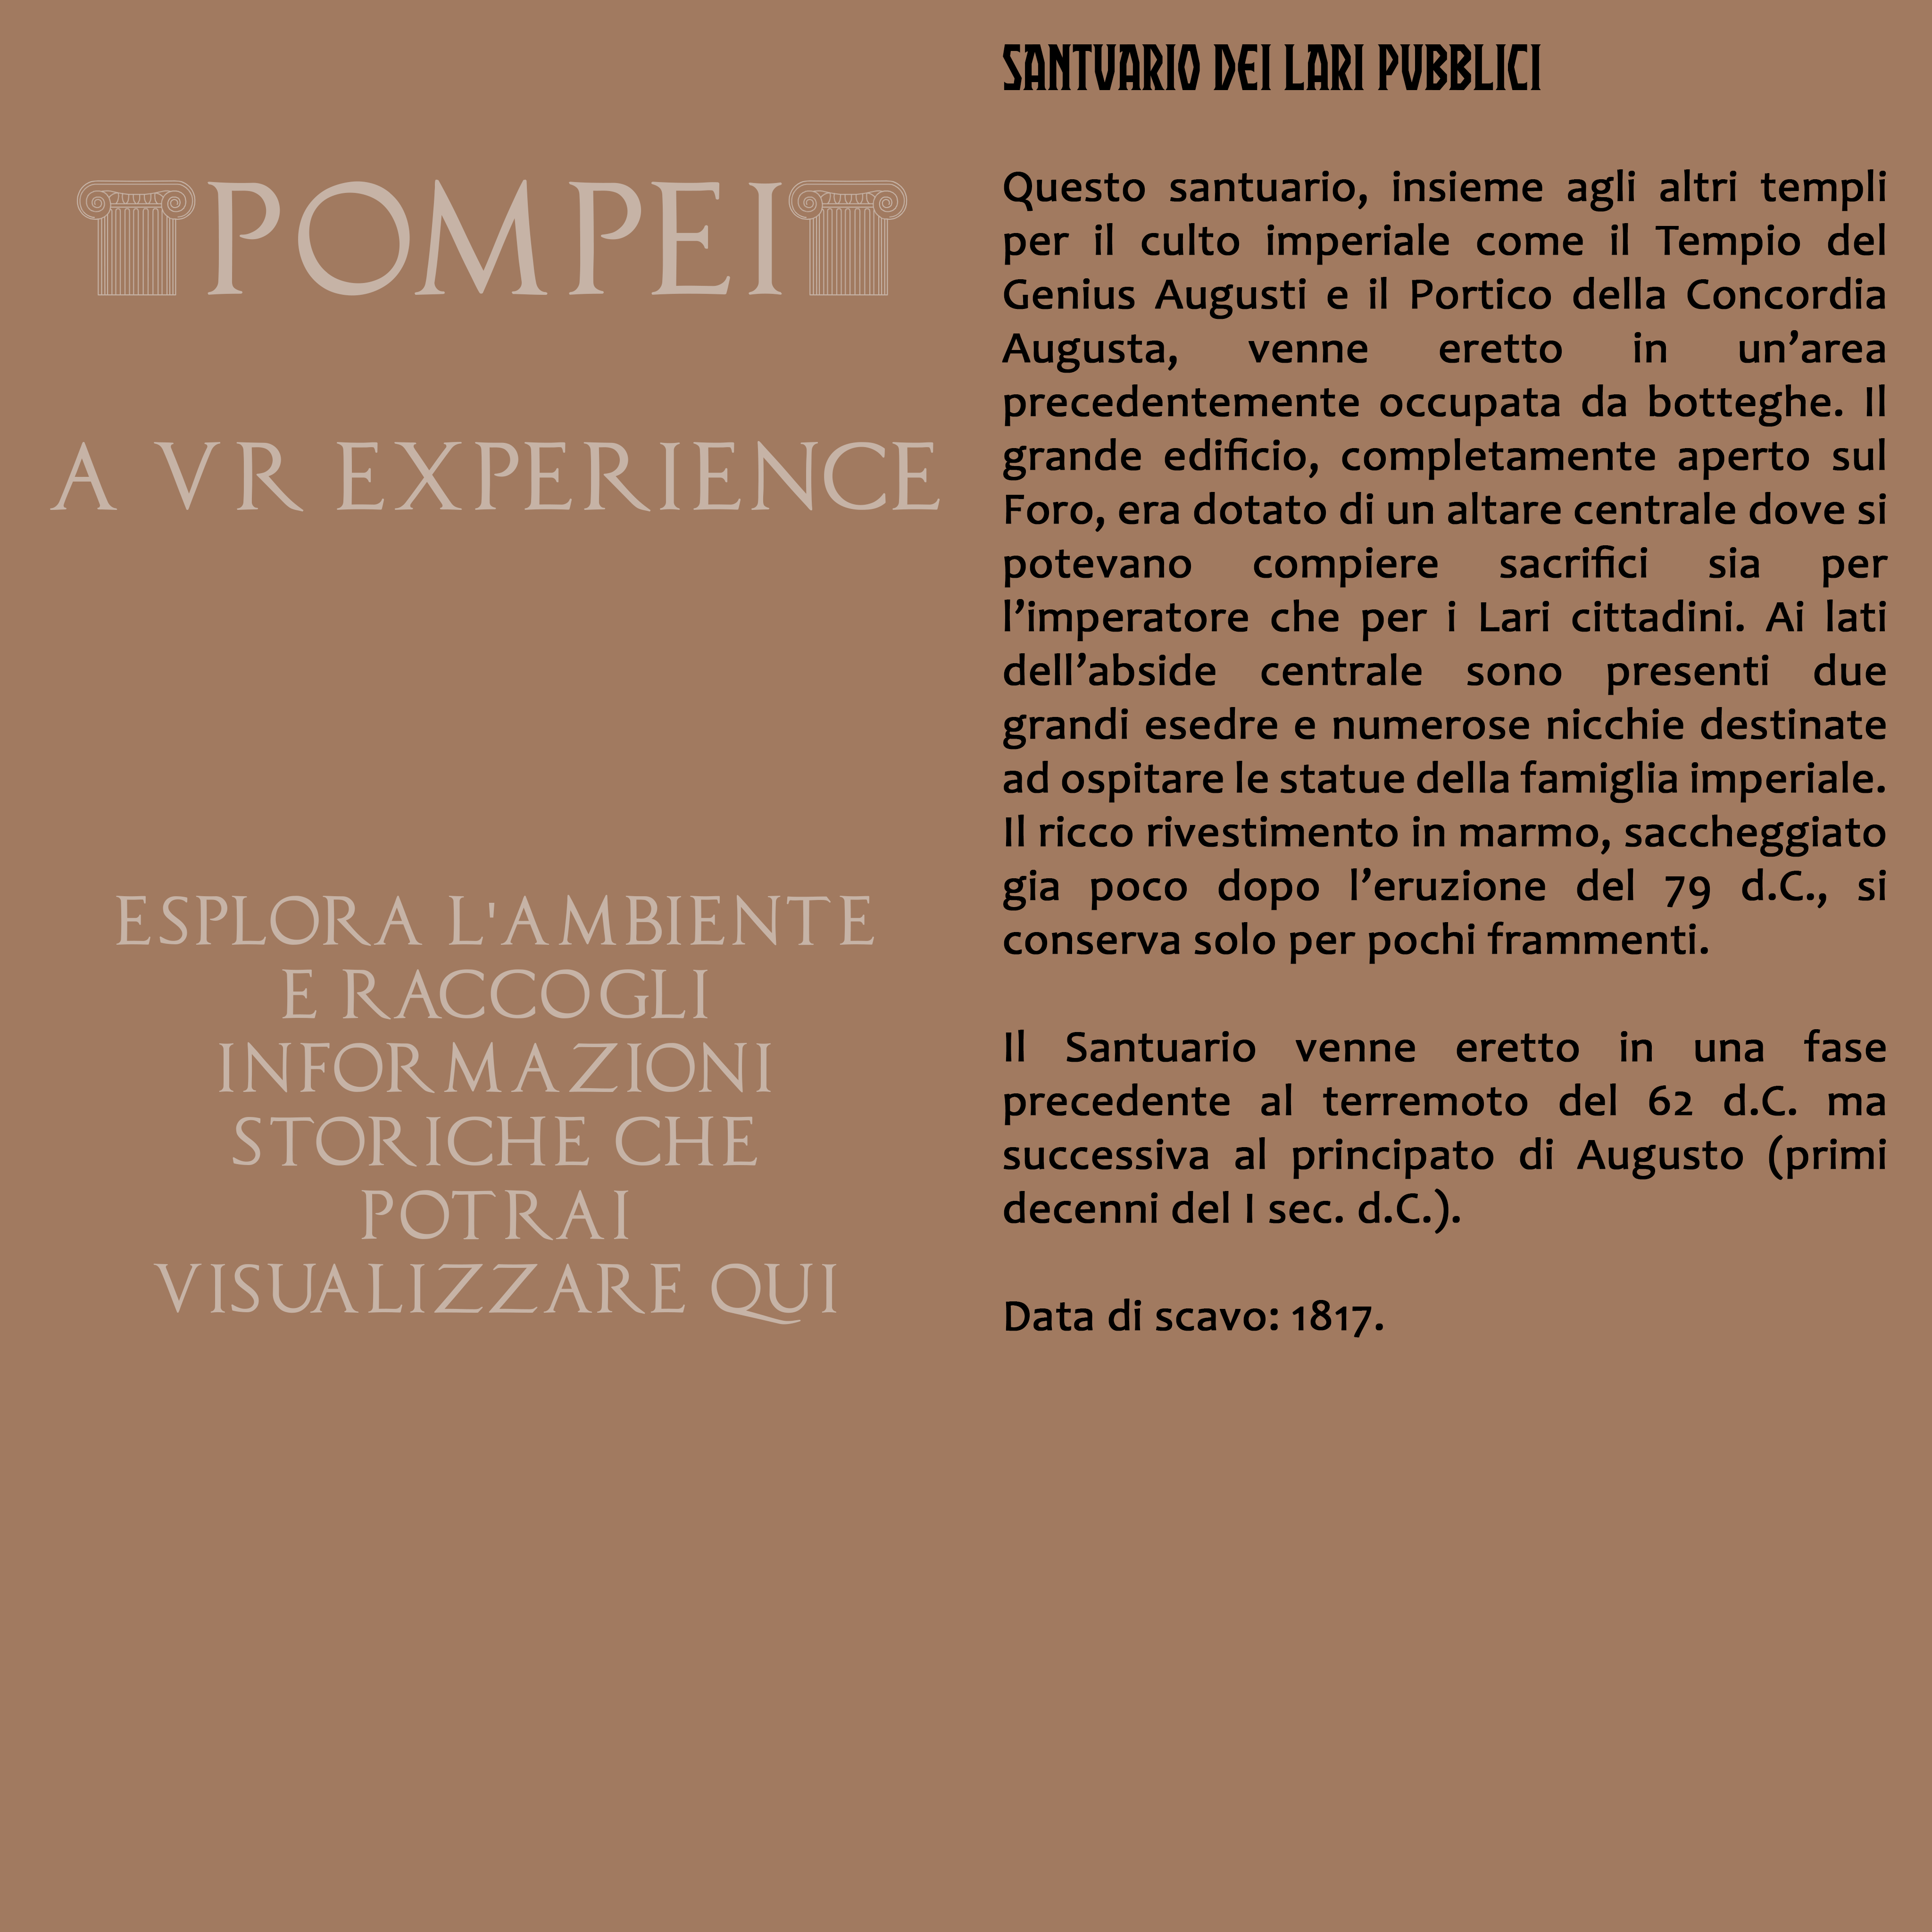 POMPEI
A VR EXPERIENCE
ESPLORA L'AMBIENTE
E RACCOGLI
INFORMAZIONI
STORICHE CHE
POTRAI
VISUALIZZARE QUI
SANTUARIO DEI LARI PUBBLICI
Questo santuario, insieme agli altri templi
per il culto imperiale come il Tempio del
Genius Augusti e il Portico della Concordia
Augusta, venne eretto in un’area
precedentemente occupata da botteghe. Il
grande edificio, completamente aperto sul
Foro, era dotato di un altare centrale dove si
potevano compiere sacrifici sia per
l’imperatore che per i Lari cittadini. Ai lati
dell’abside centrale sono presenti due
grandi esedre e numerose nicchie destinate
ad ospitare le statue della famiglia imperiale.
Il ricco rivestimento in marmo, saccheggiato
gia poco dopo l’eruzione del 79 d.C., si
conserva solo per pochi frammenti.
Il Santuario venne eretto in una fase
precedente al terremoto del 62 d.C. ma
successiva al principato di Augusto (primi
decenni del I sec. d.C.).
Data di scavo: 1817.